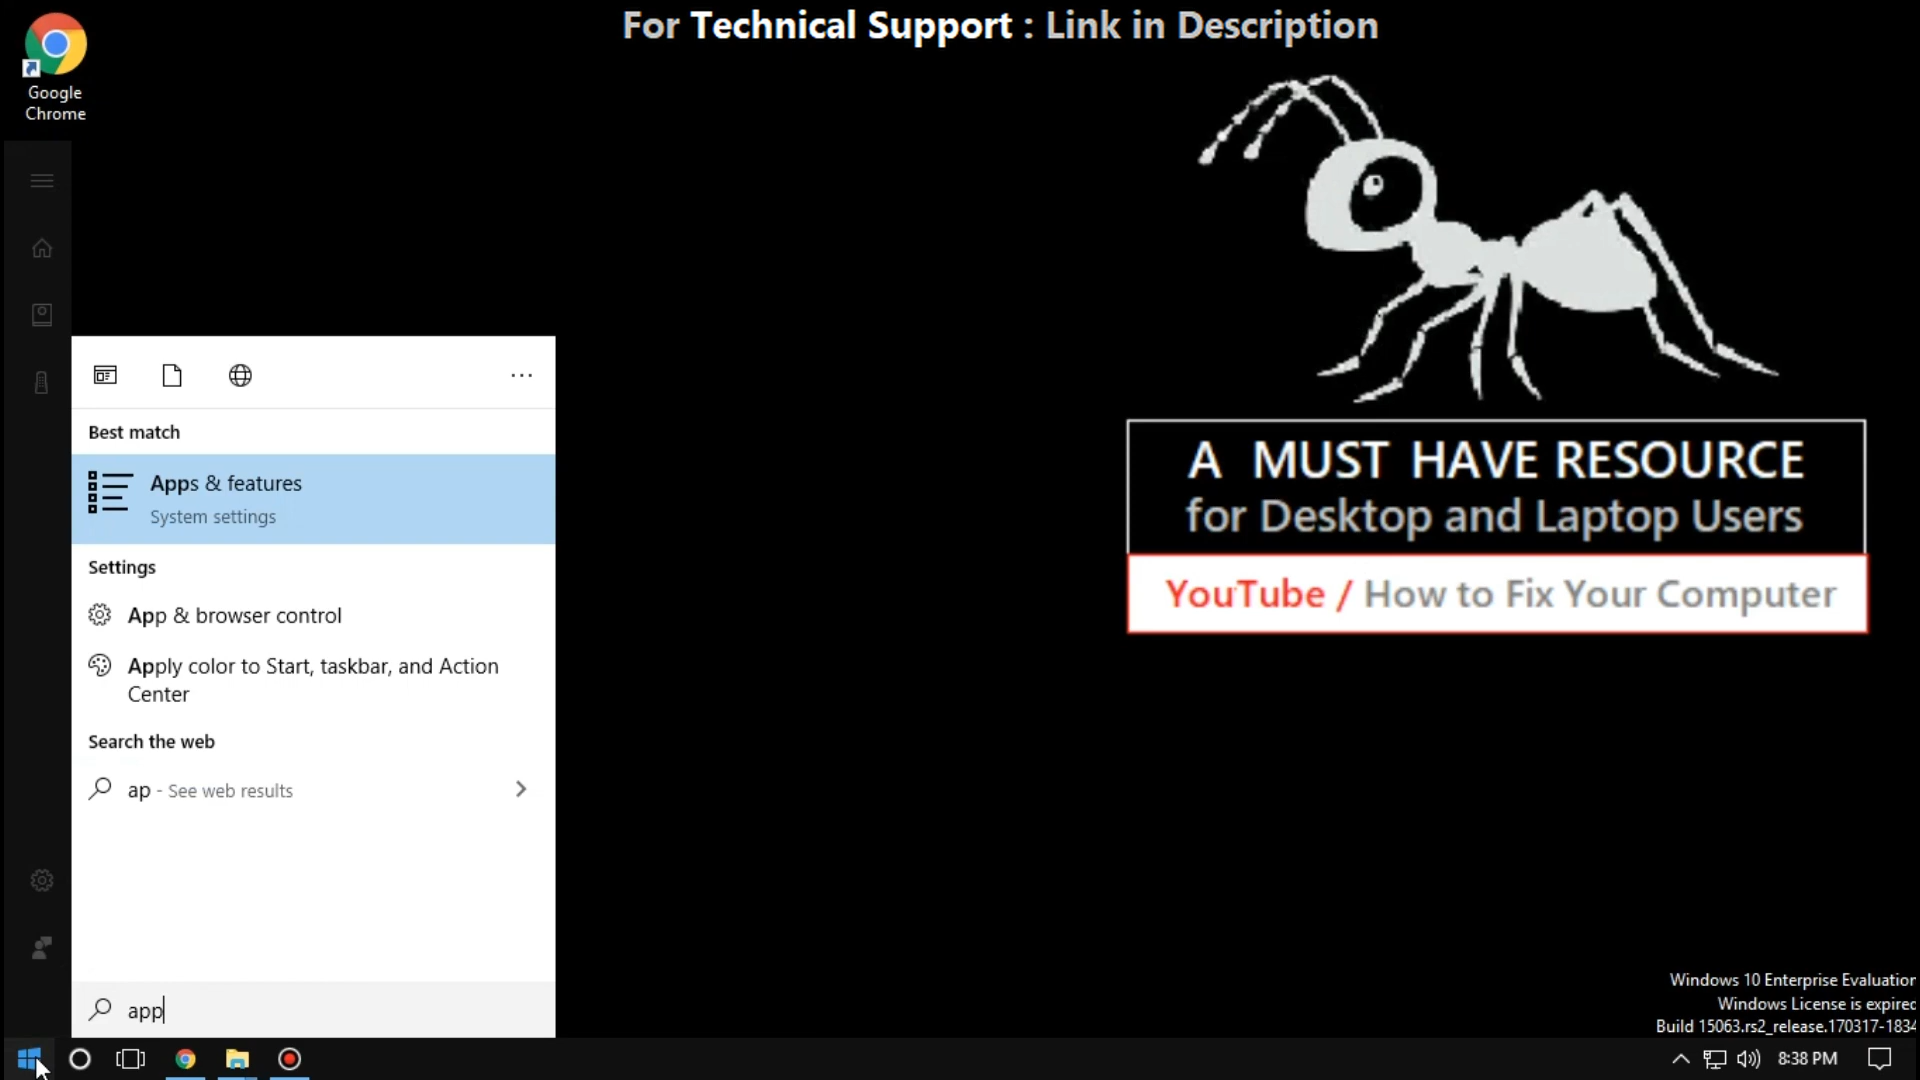 For Technical Support : Link in Description
Google
Chrome
Best match
Apps & features
System settings
Settings
App & browser control
Apply color to Start, taskbar, and Action
Center
Search the web
ap - See web results
app
A MUST HAVE RESOURCE
for Desktop and Laptop Users
YouTube / How to Fix Your Computer
Windows 10 Enterprise Evaluation
Windows License is expired
Build 15063.rs2_release.170317-1834
8:38 PM